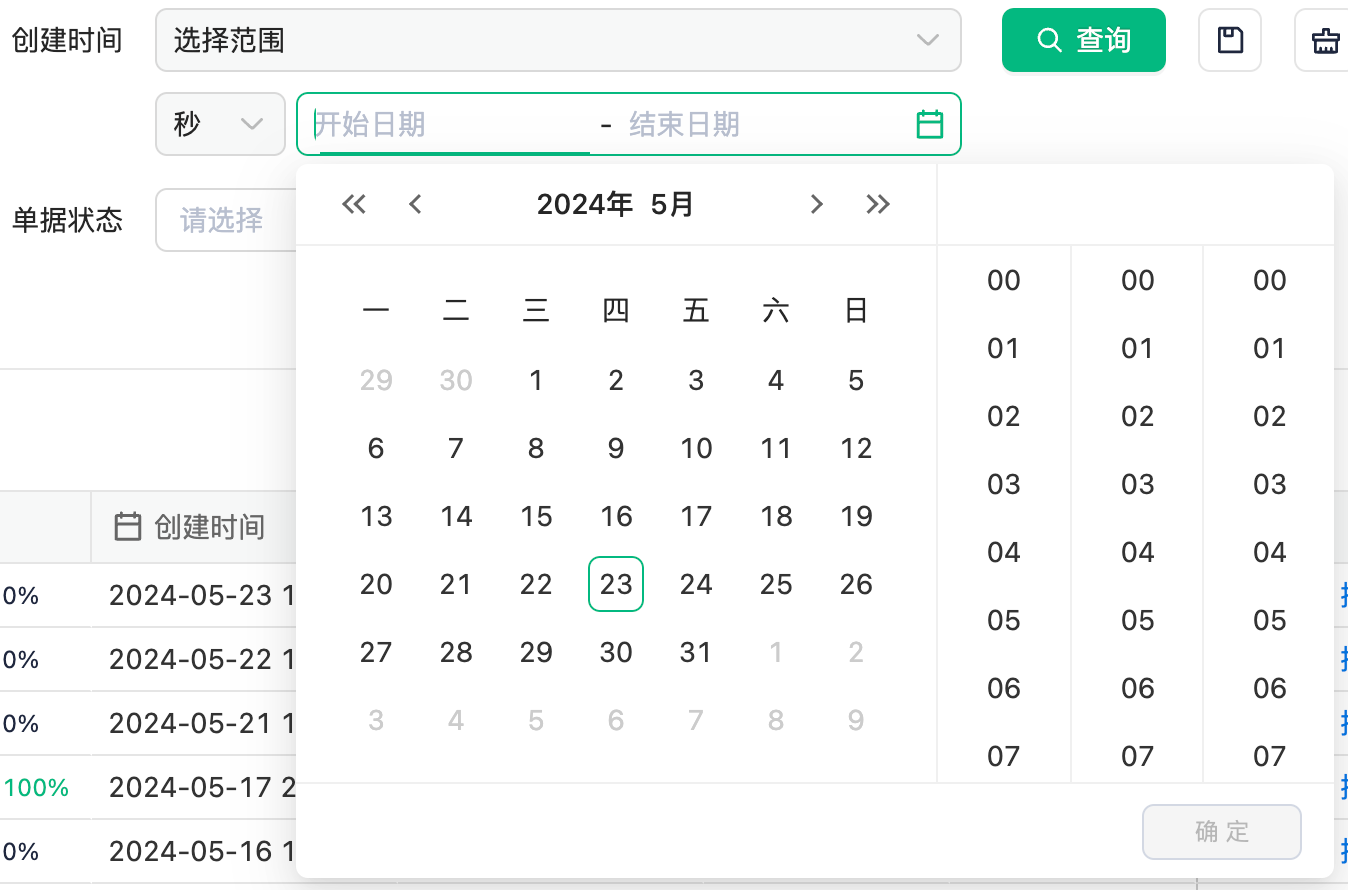 创建时间 选择范围 查询
秒 开始日期 - 结束日期
单据状态 请选择
2024年 5月
一 二 三 四 五 六 日
29 30 1 2 3 4 5
6 7 8 9 10 11 12
13 14 15 16 17 18 19
20 21 22 23 24 25 26
27 28 29 30 31 1 2
3 4 5 6 7 8 9
00 00 00
01 01 01
02 02 02
03 03 03
04 04 04
05 05 05
06 06 06
07 07 07
确 定
创建时间
0% 2024-05-23 1
0% 2024-05-22 1
0% 2024-05-21 1
100% 2024-05-17 2
0% 2024-05-16 1